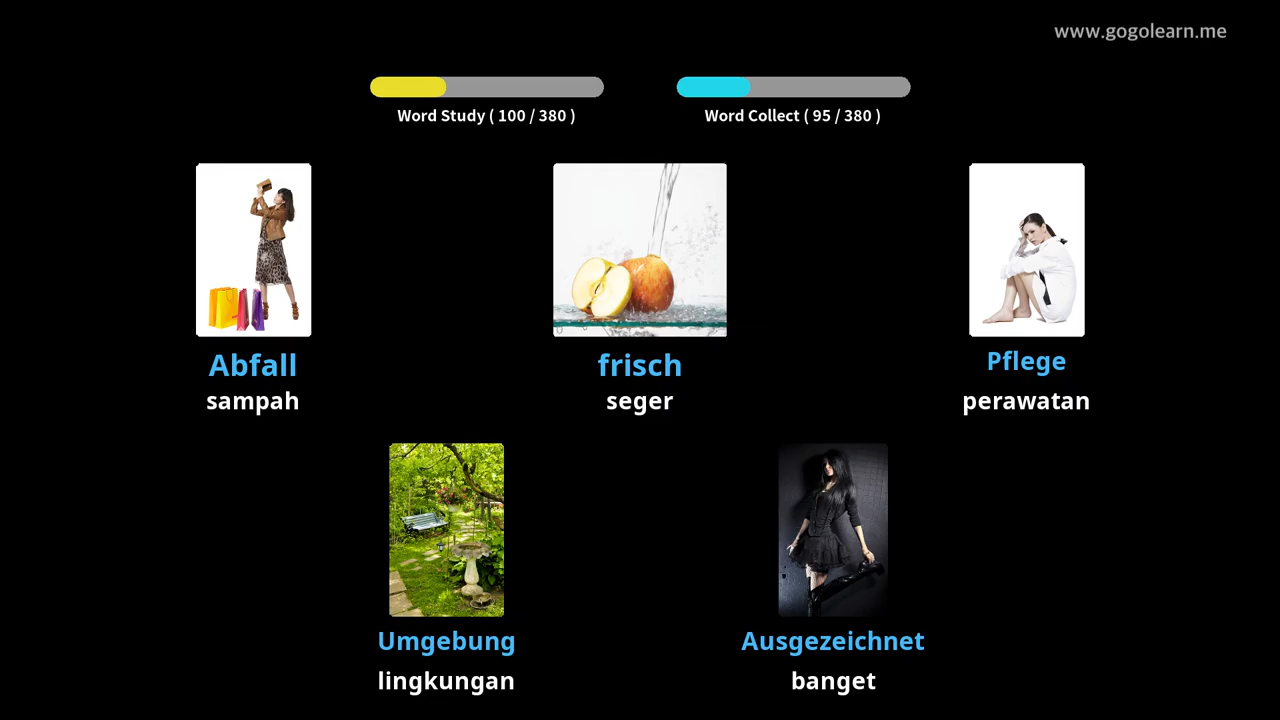 www.gogolearn.me
Word Study ( 100 / 380 )
Word Collect ( 95 / 380 )
Abfall
sampah
frisch
seger
Pflege
perawatan
Umgebung
lingkungan
Ausgezeichnet
banget